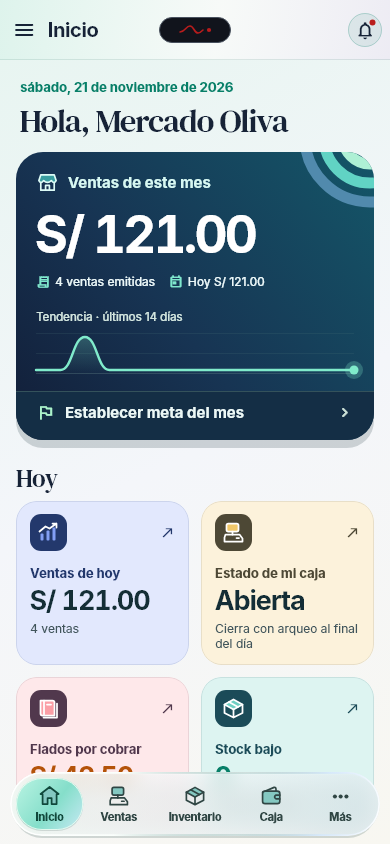 Inicio
sábado, 21 de noviembre de 2026
Hola, Mercado Oliva
Ventas de este mes
S/ 121.00
4 ventas emitidas Hoy S/ 121.00
Tendencia · últimos 14 días
Establecer meta del mes
Hoy
Ventas de hoy
S/ 121.00
4 ventas
Estado de mi caja
Abierta
Cierra con arqueo al final
del día
Fiados por cobrar
Stock bajo
Inicio Ventas Inventario Caja Más